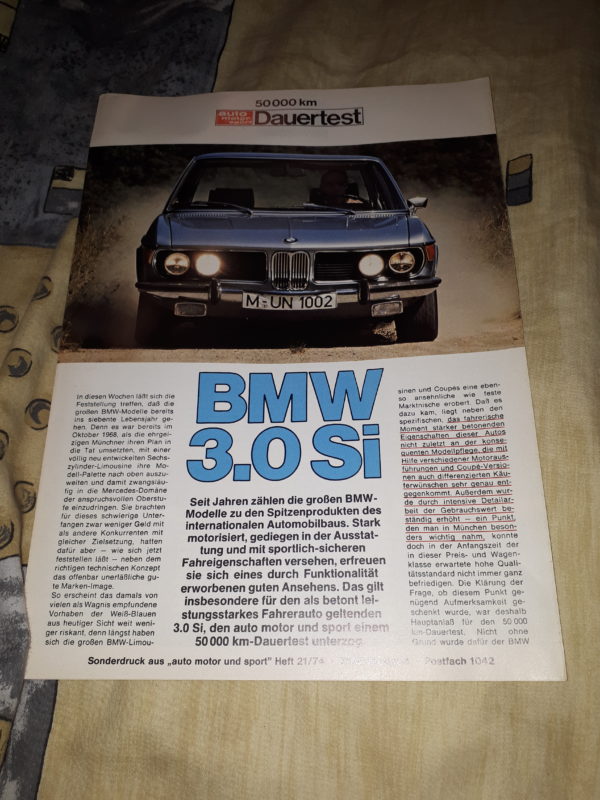 50 000 km
auto
motor
sport
Dauertest
M-UN 1002
BMW
3.0 Si
In diesen Wochen läßt sich die
Feststellung treffen, daß die
großen BMW-Modelle bereits
ins siebente Lebensjahr ge-
hen. Denn es war bereits im
Oktober 1968, als die ehrgei-
zigen Münchner ihren Plan in
die Tat umsetzten, mit einer
völlig neu entwickelten Sechs-
zylinder-Limousine ihre Mo-
dell-Palette nach oben auszu-
weiten und damit zwangsläu-
fig in die Mercedes-Domäne
der anspruchsvollen Oberstu-
fe einzudringen. Sie brachten
für dieses schwierige Unter-
fangen zwar weniger Geld mit
als andere Konkurrenten mit
gleicher Zielsetzung, hatten
dafür aber – wie sich jetzt
feststellen läßt – neben dem
richtigen technischen Konzept
das offenbar unerläßliche gu-
te Marken-Image.
So erscheint das damals von
vielen als Wagnis empfundene
Vorhaben der Weiß-Blauen
aus heutiger Sicht weit weni-
ger riskant, denn längst haben
sich die großen BMW-Limou-
Seit Jahren zählen die großen BMW-
Modelle zu den Spitzenprodukten des
internationalen Automobilbaus. Stark
motorisiert, gediegen in der Ausstat-
tung und mit sportlich-sicheren
Fahreigenschaften versehen, erfreuen
sie sich eines durch Funktionalität
erworbenen guten Ansehens. Das gilt
insbesondere für den als betont lei-
stungsstarkes Fahrerauto geltenden
3.0 Si, den auto motor und sport einem
50 000 km-Dauertest unterzog.
sinen und Coupés eine eben-
so ansehnliche wie feste
Marktnische erobert. Daß es
dazu kam, liegt neben den
spezifischen, das fahrerische
Moment stärker betonenden
Eigenschaften dieser Autos
nicht zuletzt an der konse-
quenten Modellpflege, die mit
Hilfe verschiedener Motoraus-
führungen und Coupé-Versio-
nen auch differenzierten Käu-
ferwünschen sehr genau ent-
gegenkommt. Außerdem wur-
de durch intensive Detailar-
beit der Gebrauchswert be-
ständig erhöht – ein Punkt,
den man in München beson-
ders wichtig nahm, konnte
doch in der Anfangszeit der
in dieser Preis- und Wagen-
klasse erwartete hohe Quali-
tätsstandard nicht immer ganz
befriedigen. Die Klärung der
Frage, ob diesem Punkt ge-
nügend Aufmerksamkeit ge-
schenkt wurde, war deshalb
Hauptanlaß für den 50 000
km-Dauertest. Nicht ohne
Grund wurde dafür der BMW
Sonderdruck aus „auto motor und sport" Heft 21/74 Postfach 1042